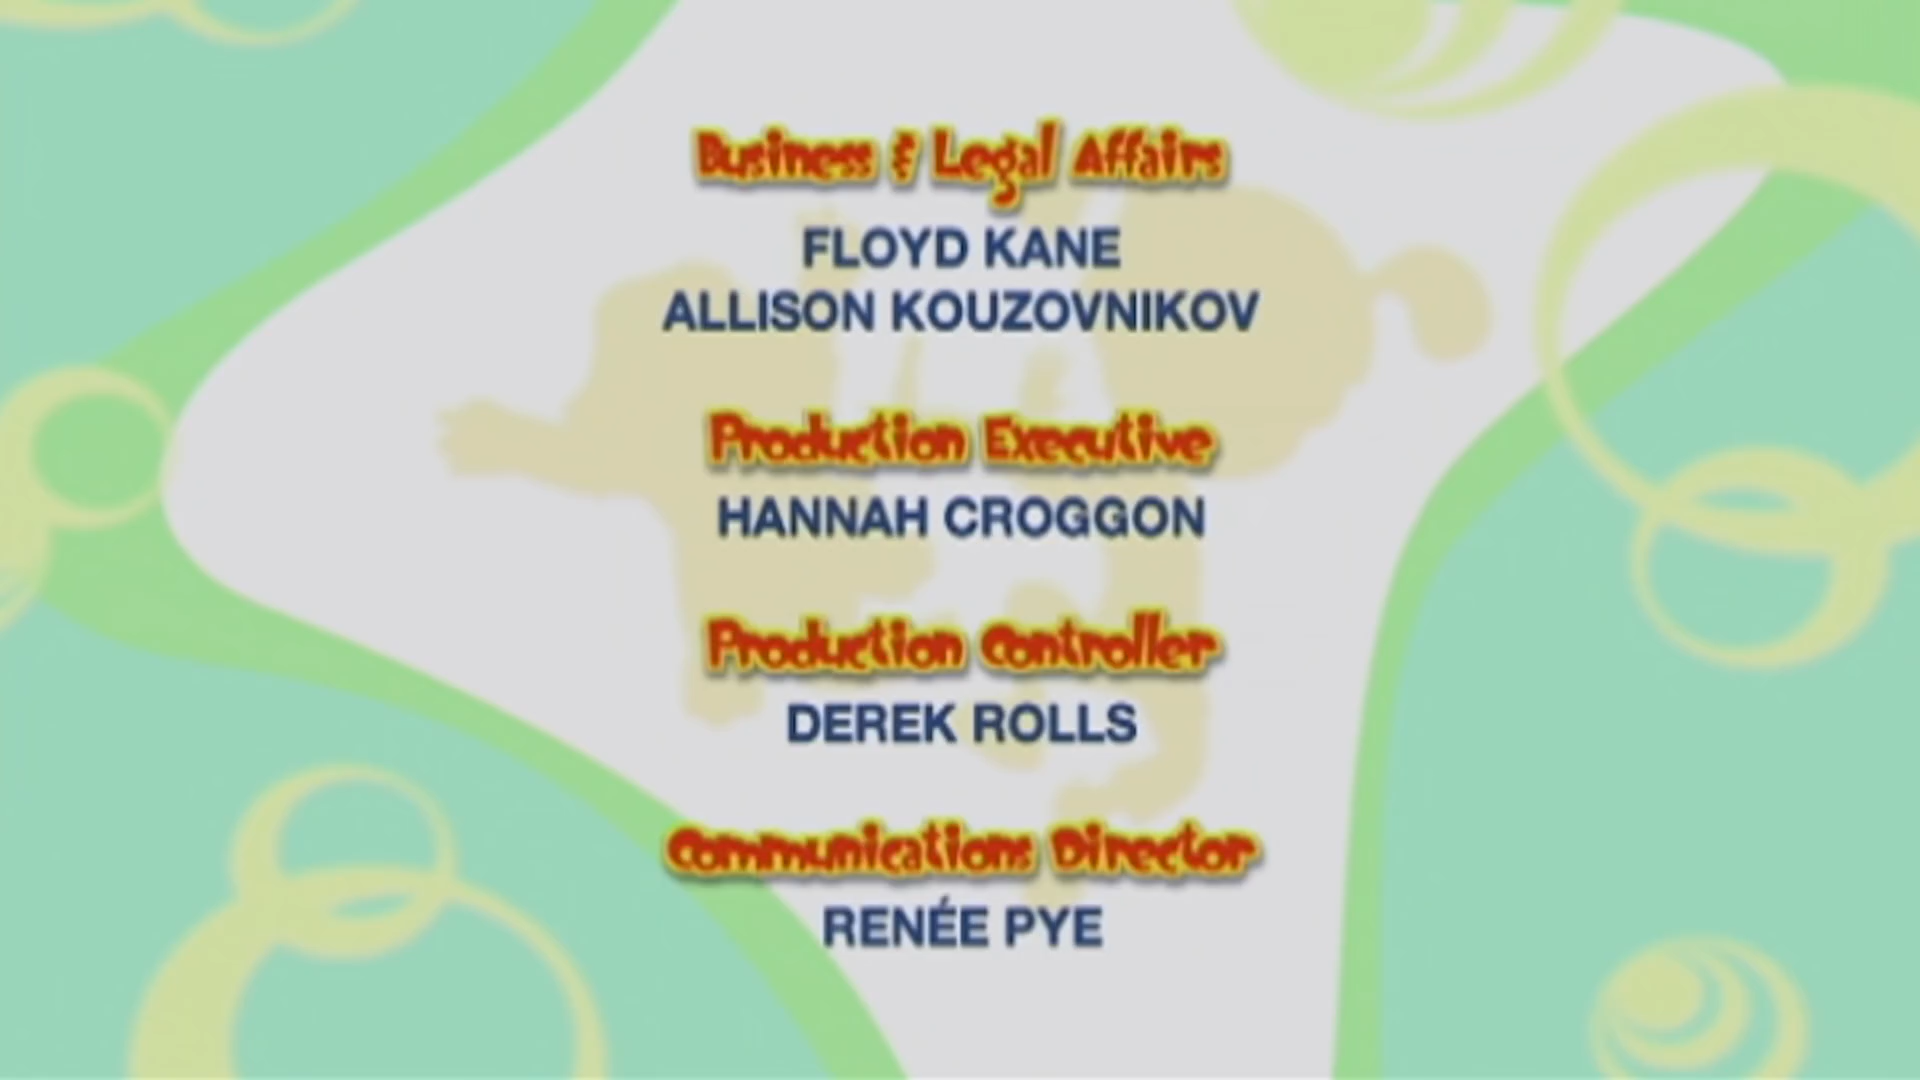 Business & Legal Affairs
FLOYD KANE
ALLISON KOUZOVNIKOV
Production Executive
HANNAH CROGGON
Production Controller
DEREK ROLLS
Communications Director
RENÉE PYE